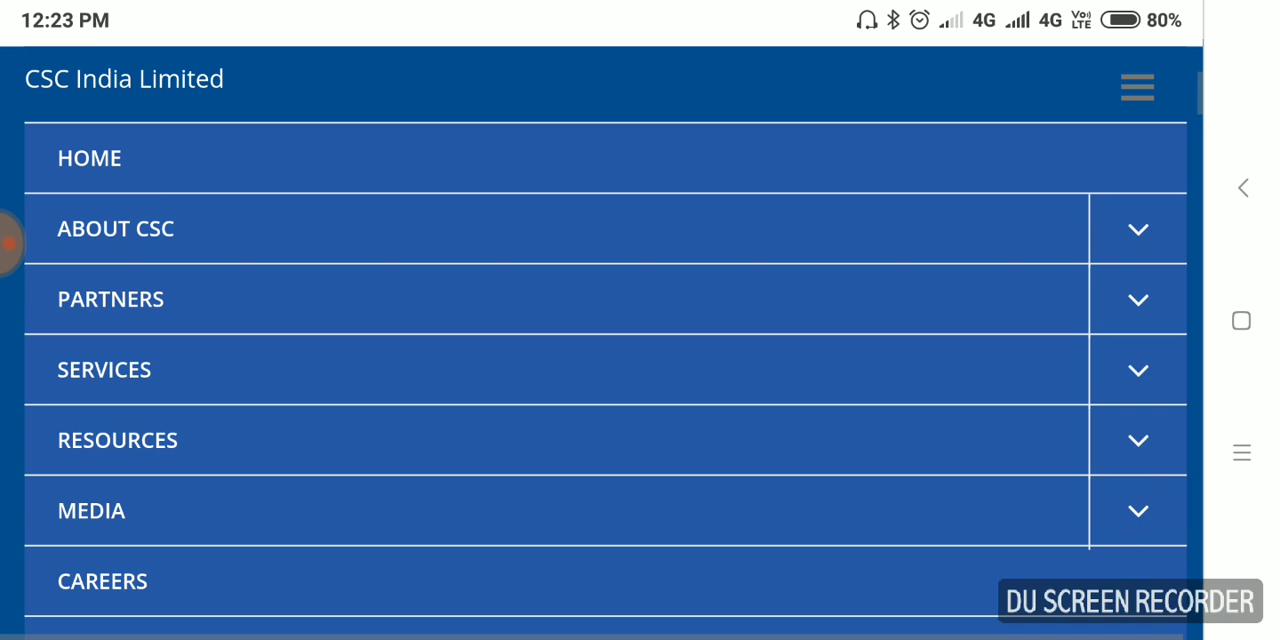 12:23 PM 4G 4G Vo)) LTE 80%
CSC India Limited
HOME
ABOUT CSC
PARTNERS
SERVICES
RESOURCES
MEDIA
CAREERS
DU SCREEN RECORDER